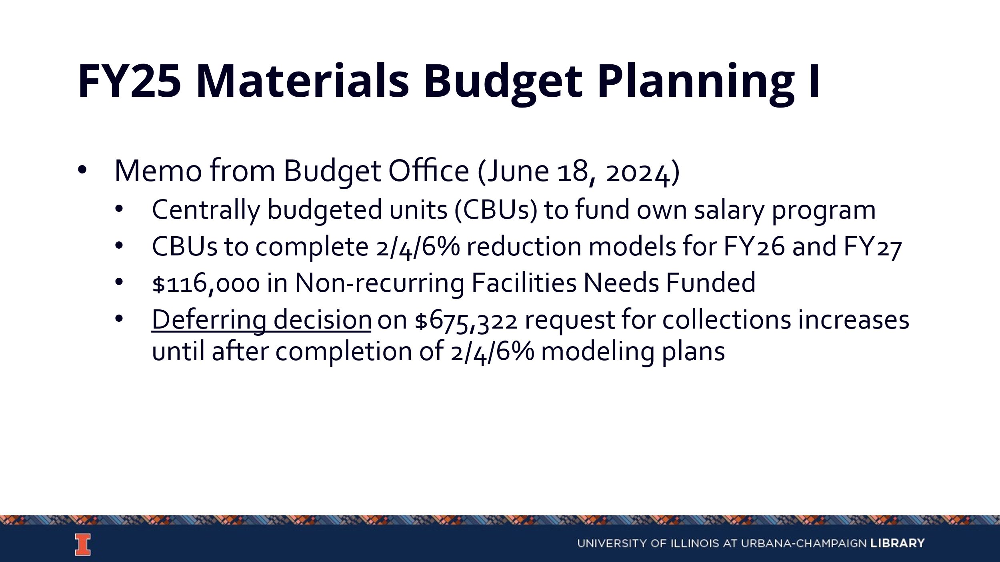 FY25 Materials Budget Planning I
• Memo from Budget Office (June 18, 2024)
• Centrally budgeted units (CBUs) to fund own salary program
• CBUs to complete 2/4/6% reduction models for FY26 and FY27
• $116,000 in Non-recurring Facilities Needs Funded
• Deferring decision on $675,322 request for collections increases
until after completion of 2/4/6% modeling plans
I
UNIVERSITY OF ILLINOIS AT URBANA-CHAMPAIGN LIBRARY